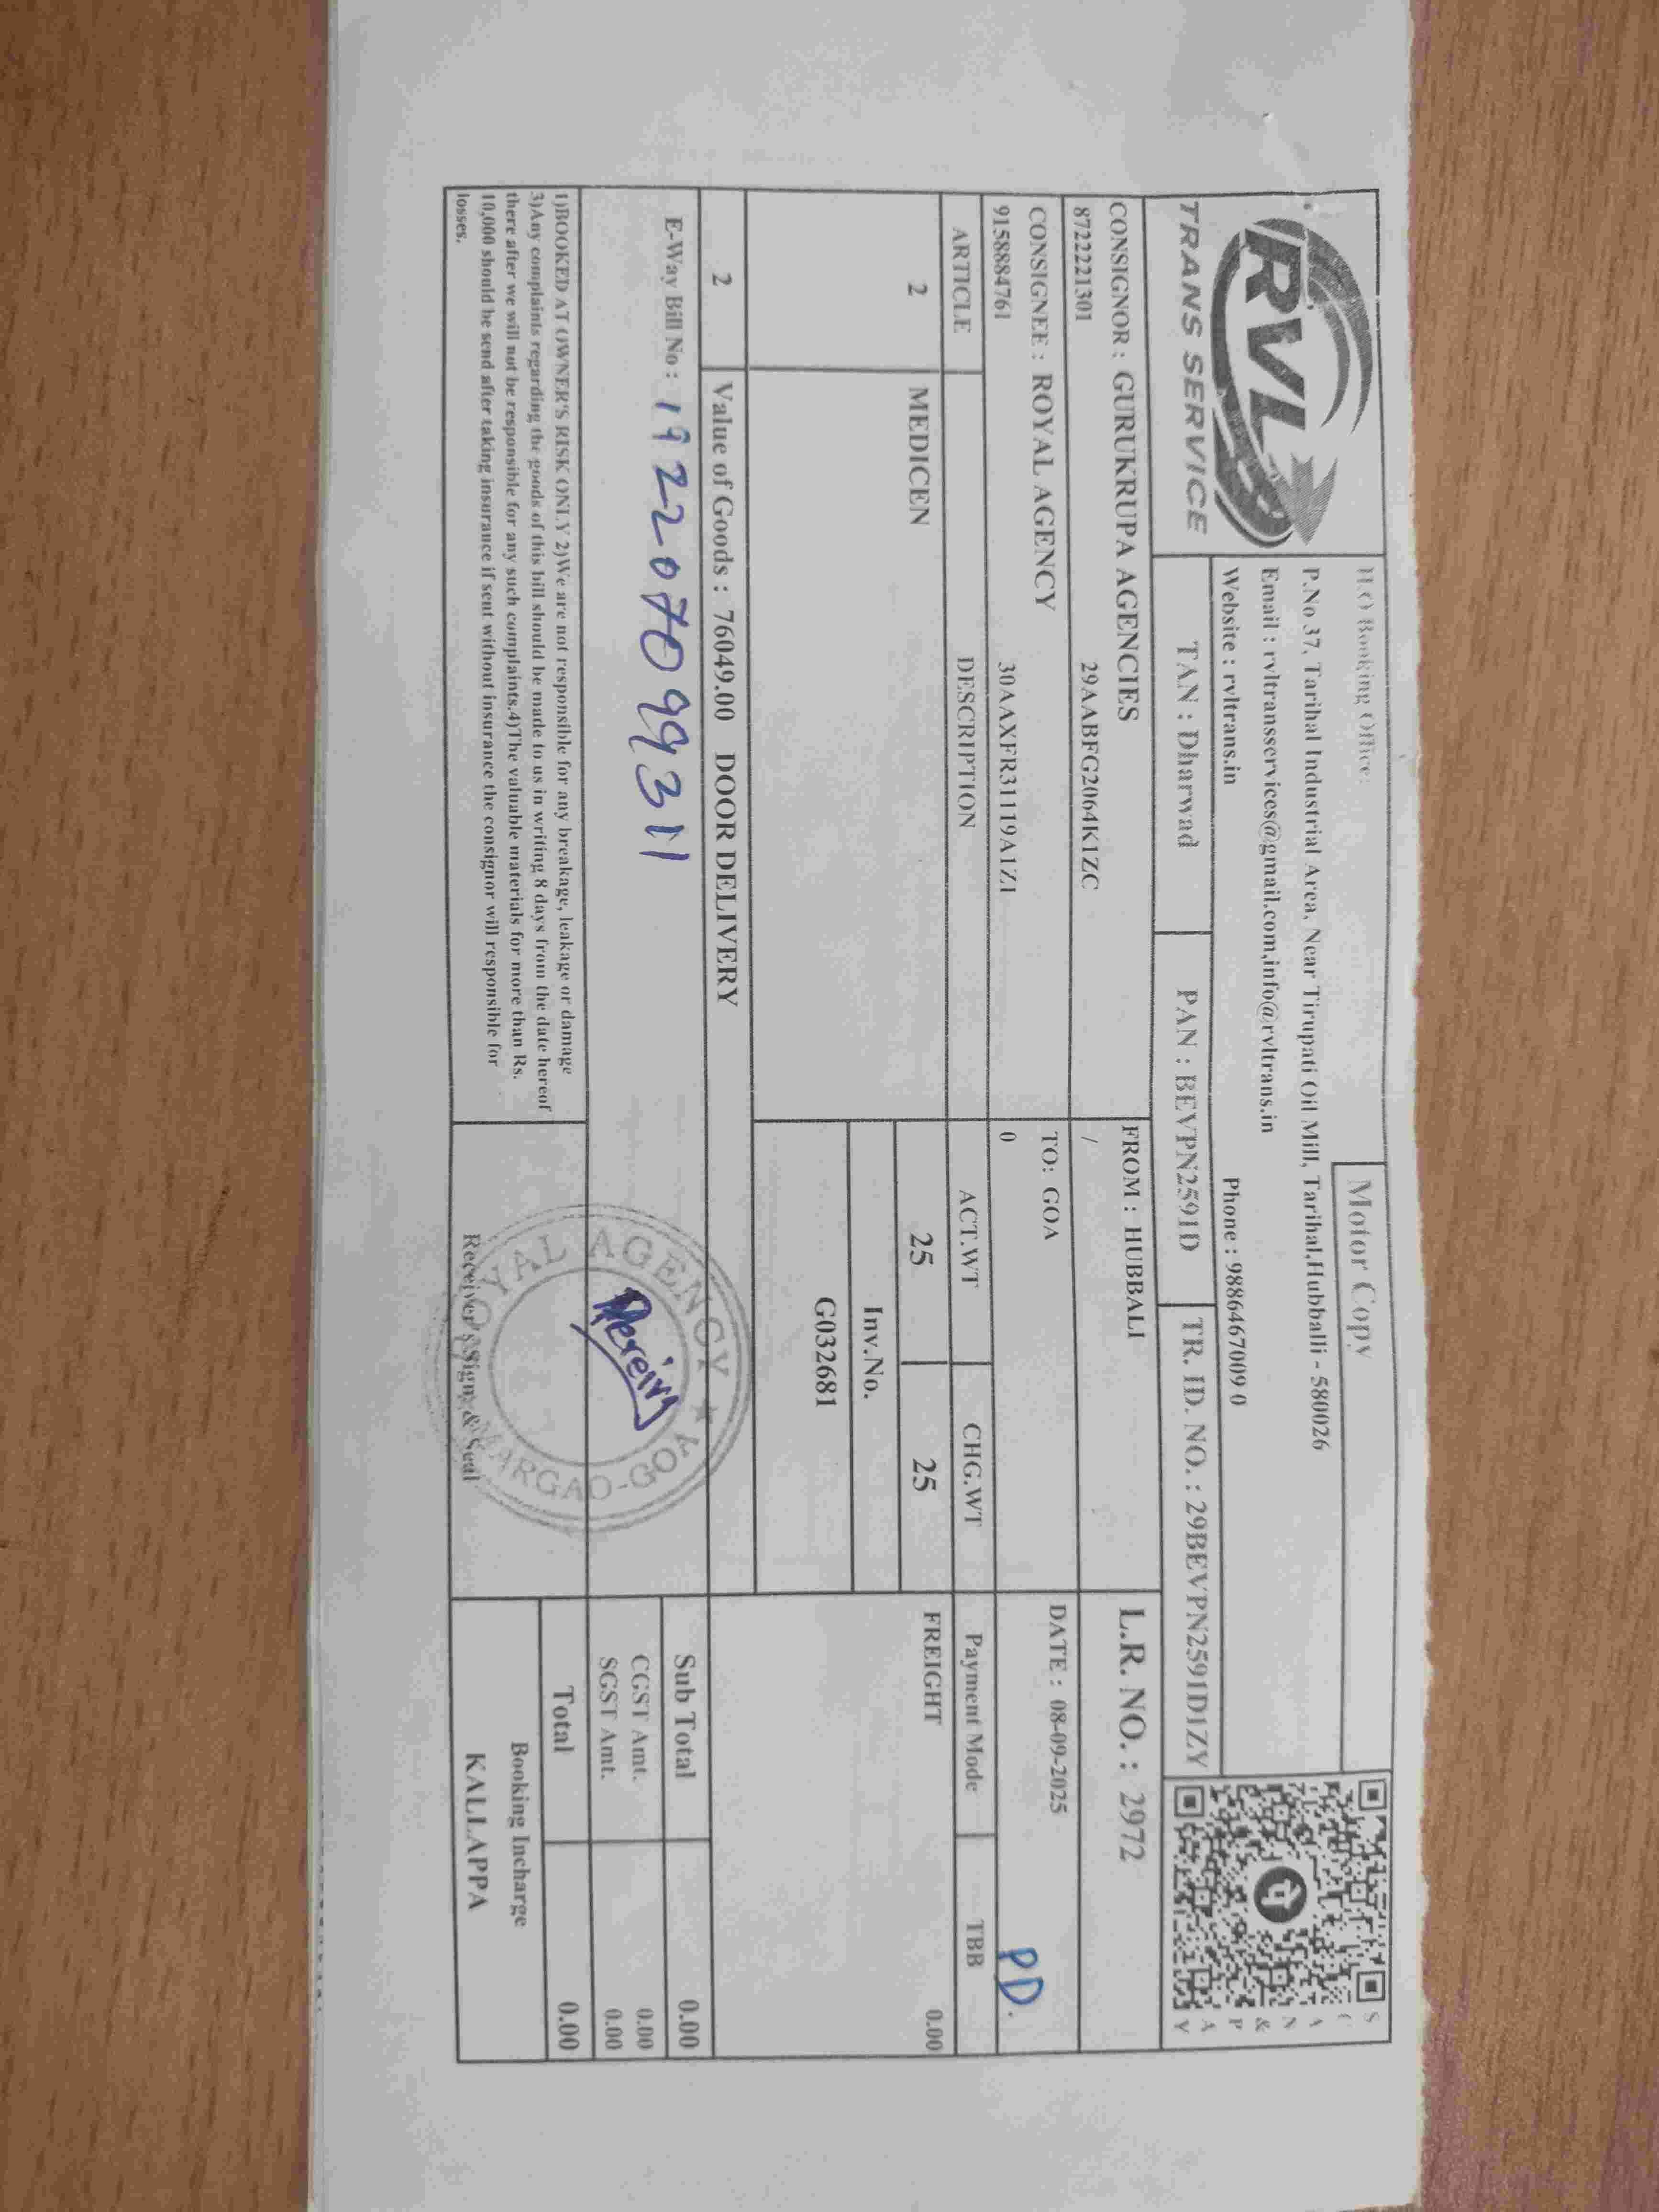 RVL
TRANS SERVICE
H.O Booking Office:
Motor Copy
P.No 37, Tarihal Industrial Area, Near Tirupati Oil Mill, Tarihal,Hubballi - 580026
Email : rvltransservices@gmail.com,info@rvltrans.in
Website : rvltrans.in Phone : 9886467009 0
SCAN & PAY
TAN : Dharwad PAN : BEVPN2591D TR. ID. NO. : 29BEVPN2591D1ZY
CONSIGNOR : GURUKRUPA AGENCIES FROM : HUBBALI L.R. NO. : 2972
8722221301 29AABFG2064K1ZC /
CONSIGNEE : ROYAL AGENCY TO: GOA DATE : 08-09-2025
9158884761 30AAXFR31119A1Z1 0 PD.
ARTICLE DESCRIPTION ACT.WT CHG.WT Payment Mode TBB
2 MEDICEN 25 25 FREIGHT 0.00
Inv.No.
G032681
2 Value of Goods : 76049.00 DOOR DELIVERY
Sub Total 0.00
E-Way Bill No : 192207099311
CGST Amt. 0.00
SGST Amt. 0.00
Total 0.00
1)BOOKED AT OWNER'S RISK ONLY 2)We are not responsible for any breakage, leakage or damage
3)Any complaints regarding the goods of this bill should be made to us in writing 8 days from the date hereof
there after we will not be responsible for any such complaints.4)The valuable materials for more than Rs.
10,000 should be send after taking insurance if sent without insurance the consignor will responsible for
losses.
ROYAL AGENCY ★ MARGAO-GOA
Receiver's Sign. & Seal
Booking Incharge
KALLAPPA